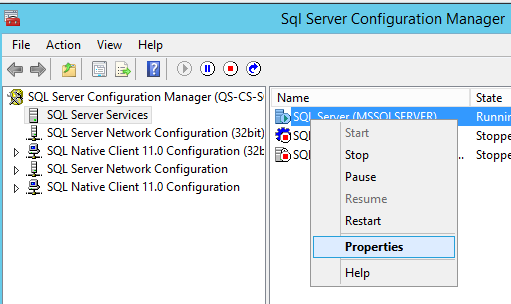 Sql Server Configuration Manager
File Action View Help
SQL Server Configuration Manager (QS-CS-S
SQL Server Services
SQL Server Network Configuration (32bit)
SQL Native Client 11.0 Configuration (32b
SQL Server Network Configuration
SQL Native Client 11.0 Configuration
Name State
SQL Server (MSSQLSERVER) Runnin
SQ Stoppe
SQ ... Stoppe
Start
Stop
Pause
Resume
Restart
Properties
Help